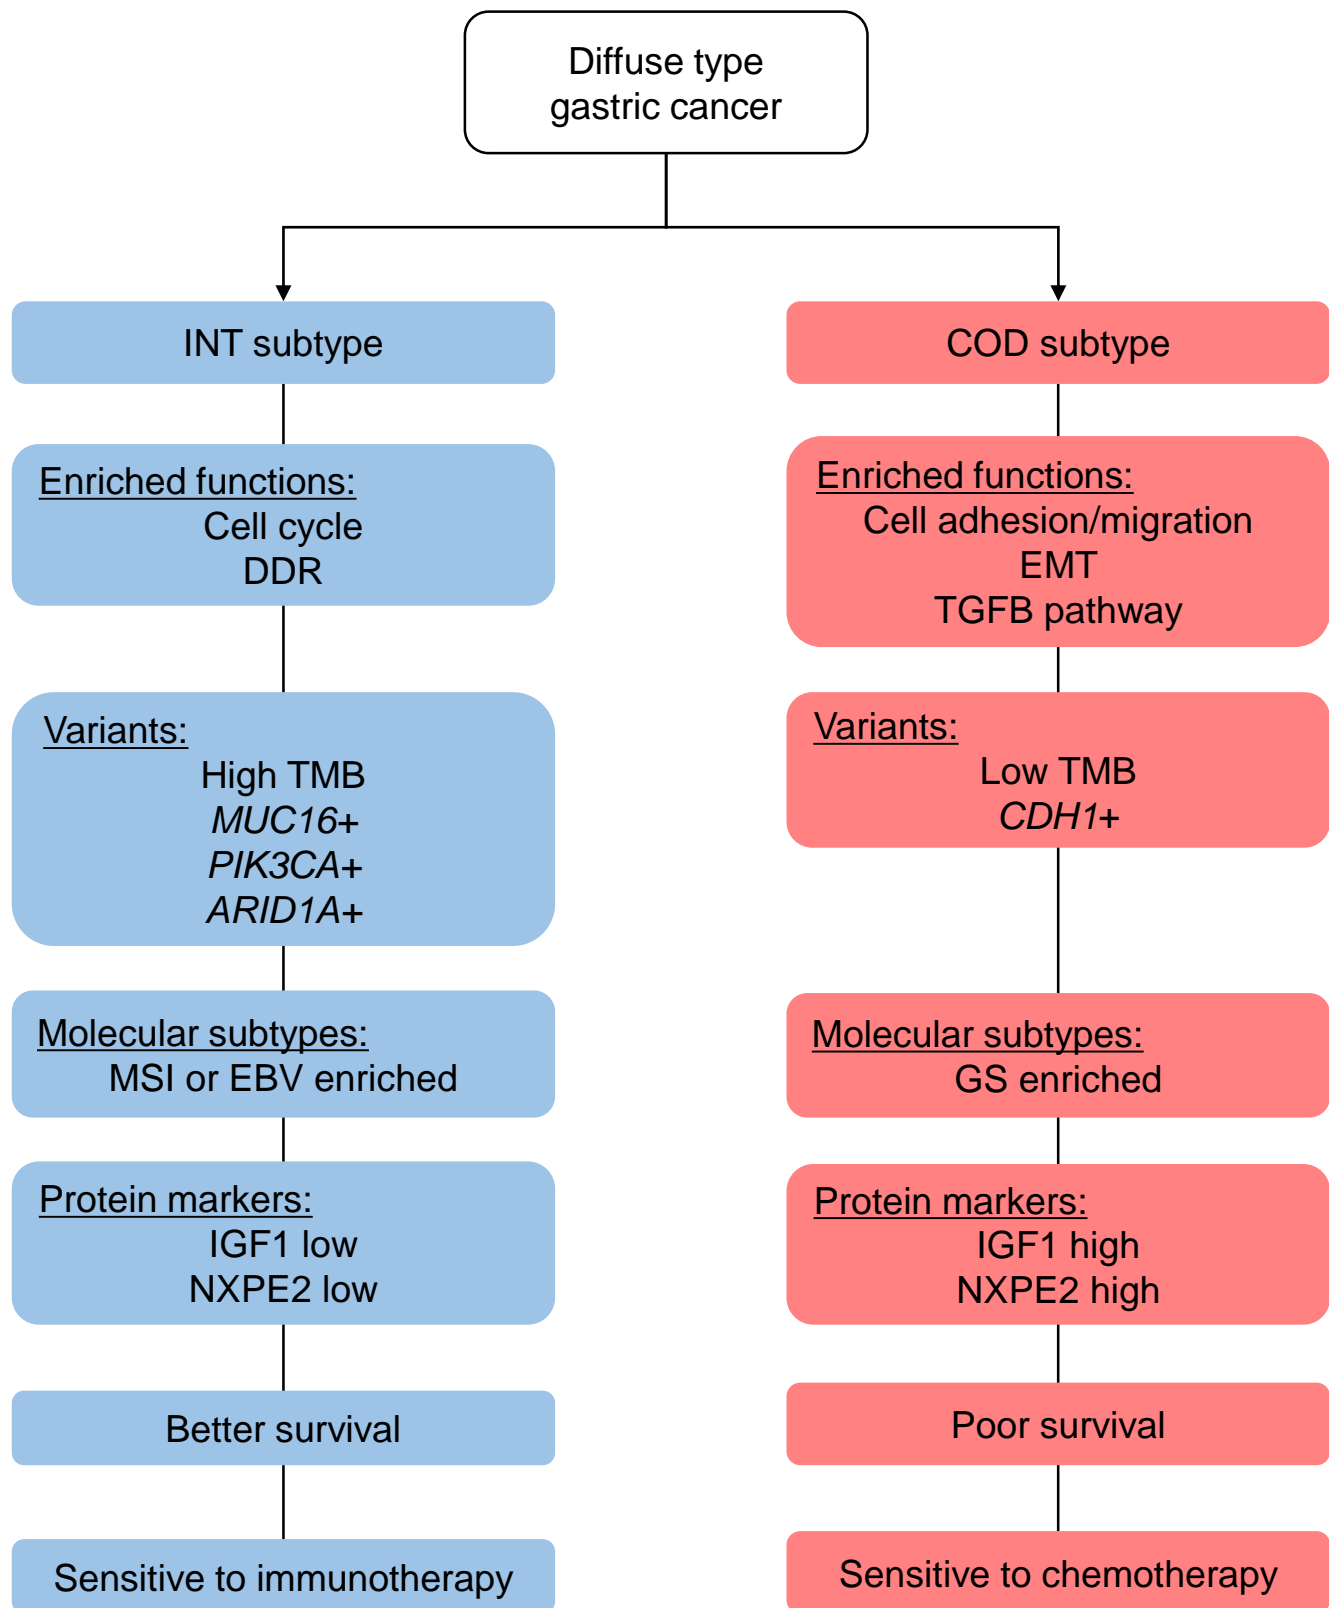 Diffuse type
gastric cancer
INT subtype
Enriched functions:
Cell cycle
DDR
Variants:
High TMB
MUC16+
PIK3CA+
ARID1A+
Molecular subtypes:
MSI or EBV enriched
Protein markers:
IGF1 low
NXPE2 low
Better survival
Sensitive to immunotherapy
COD subtype
Enriched functions:
Cell adhesion/migration
EMT
TGFB pathway
Variants:
Low TMB
CDH1+
Molecular subtypes:
GS enriched
Protein markers:
IGF1 high
NXPE2 high
Poor survival
Sensitive to chemotherapy